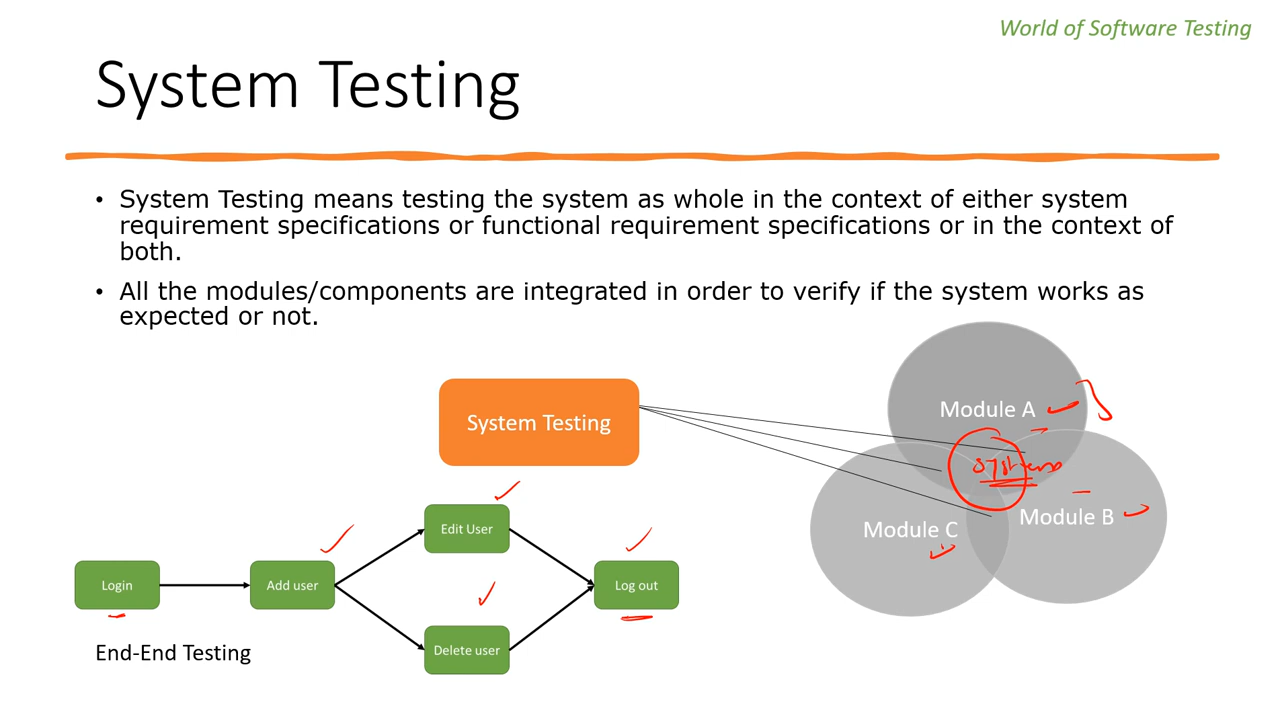 World of Software Testing
System Testing
• System Testing means testing the system as whole in the context of either system
requirement specifications or functional requirement specifications or in the context of
both.
• All the modules/components are integrated in order to verify if the system works as
expected or not.
System Testing
Module A
Module B
Module C
Edit User
Login
Add user
Log out
Delete user
End-End Testing